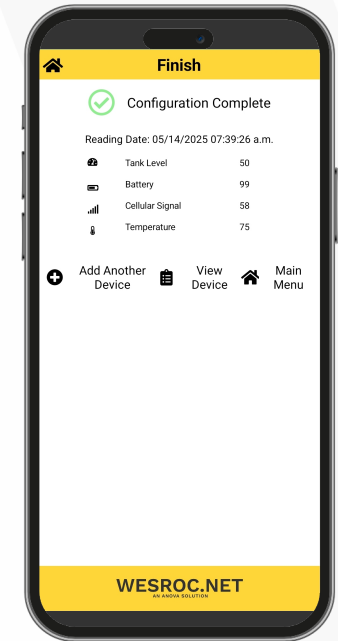 Finish
Configuration Complete
Reading Date: 05/14/2025 07:39:26 a.m.
Tank Level 50
Battery 99
Cellular Signal 58
Temperature 75
Add Another Device
View Device
Main Menu
WESROC.NET
AN ANOVA SOLUTION